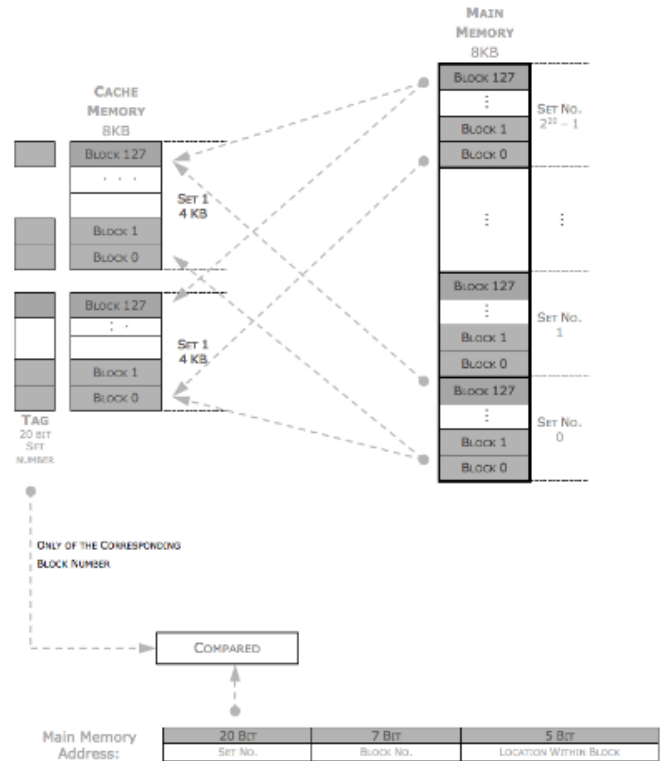 MAIN
MEMORY
8KB
CACHE
MEMORY
8KB
BLOCK 127
. . .
BLOCK 1
BLOCK 0
SET 1
4 KB
BLOCK 127
. .
BLOCK 1
BLOCK 0
SET 1
4 KB
TAG
20 BIT
SET
NUMBER
BLOCK 127
⋮
BLOCK 1
BLOCK 0
SET NO.
2²⁰ – 1
⋮
⋮
BLOCK 127
⋮
BLOCK 1
BLOCK 0
SET NO.
1
BLOCK 127
⋮
BLOCK 1
BLOCK 0
SET NO.
0
ONLY OF THE CORRESPONDING
BLOCK NUMBER
COMPARED
Main Memory
Address:
20 BIT
7 BIT
5 BIT
SET NO.
BLOCK NO.
LOCATION WITHIN BLOCK